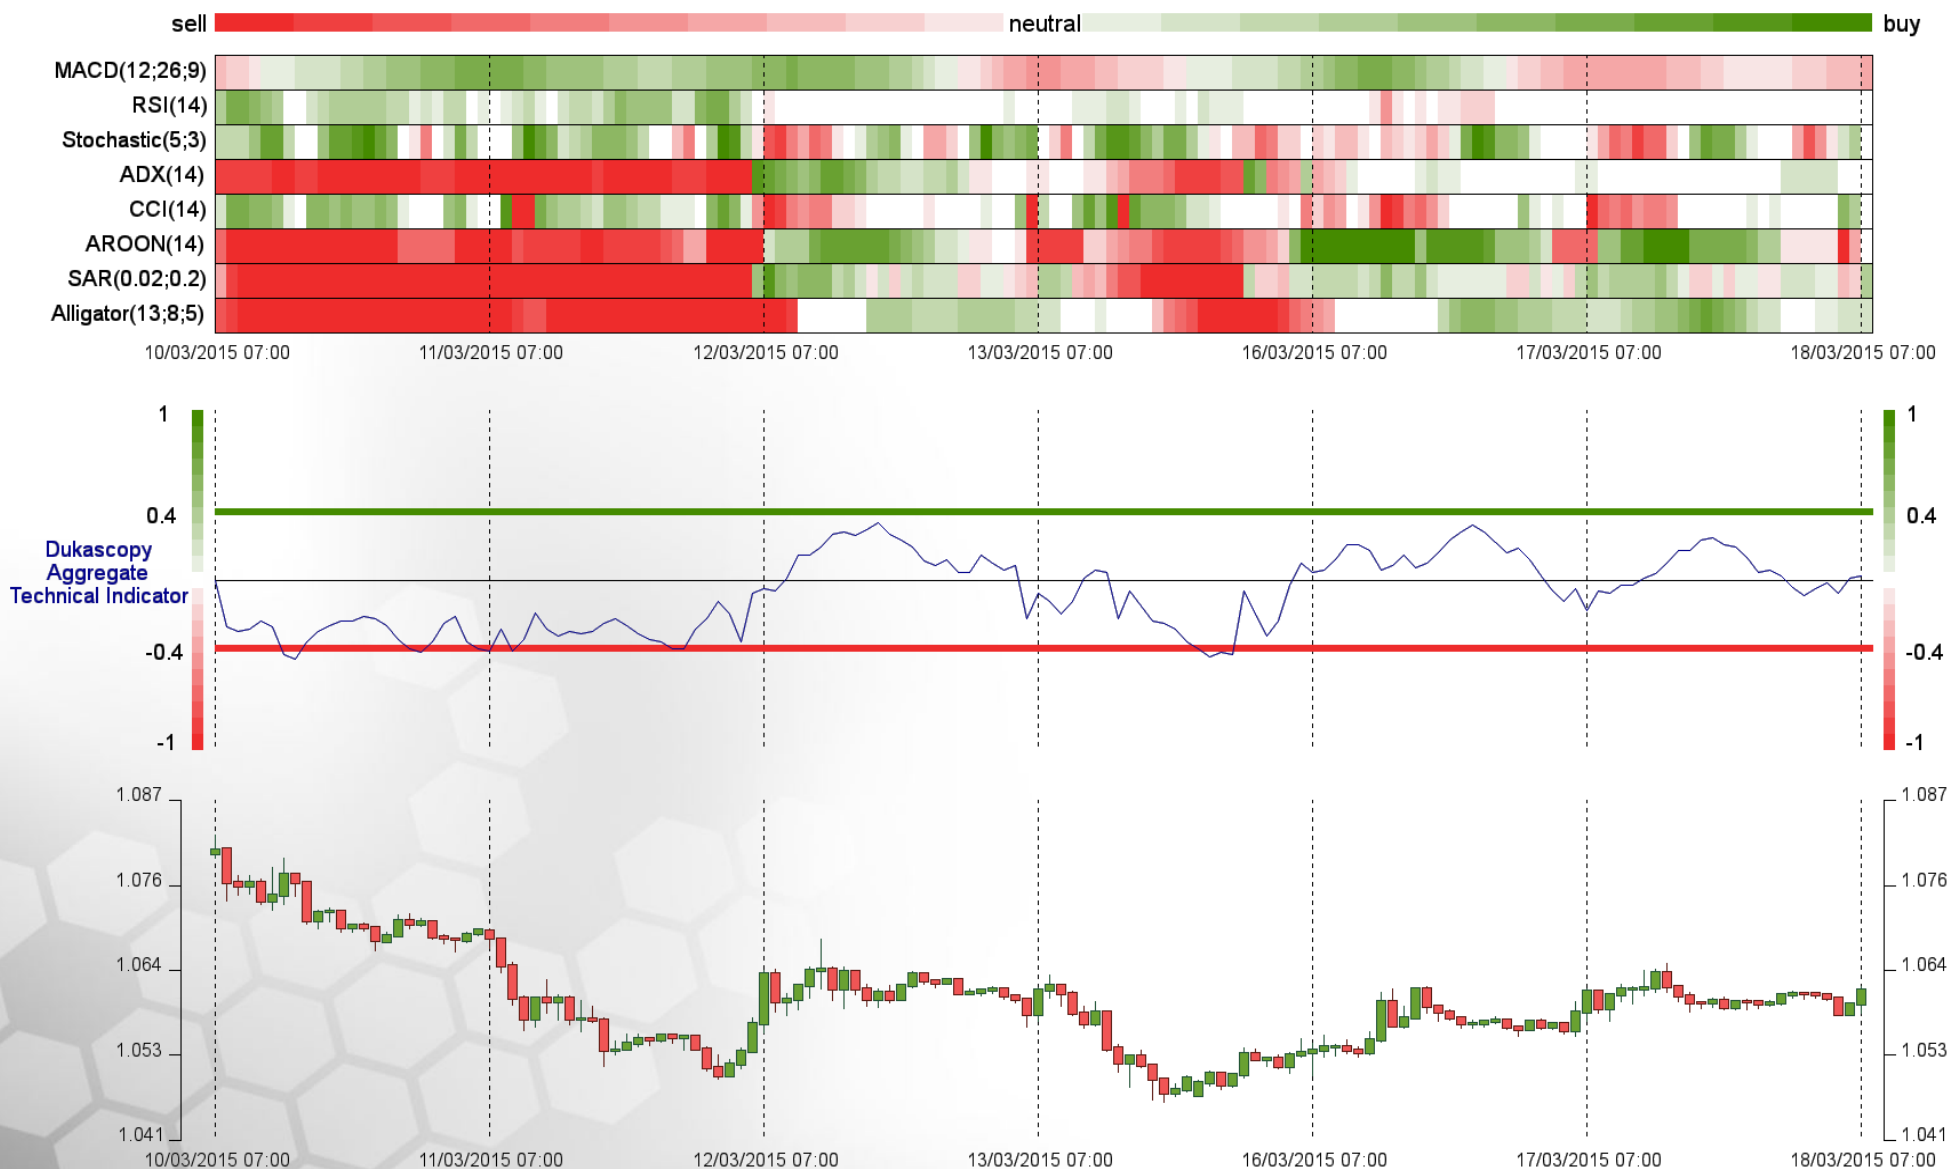 sell neutral buy
MACD(12;26;9)
RSI(14)
Stochastic(5;3)
ADX(14)
CCI(14)
AROON(14)
SAR(0.02;0.2)
Alligator(13;8;5)
10/03/2015 07:00 11/03/2015 07:00 12/03/2015 07:00 13/03/2015 07:00 16/03/2015 07:00 17/03/2015 07:00 18/03/2015 07:00
1 1
0.4 0.4
Dukascopy
Aggregate
Technical Indicator
-0.4 -0.4
-1 -1
1.087 1.087
1.076 1.076
1.064 1.064
1.053 1.053
1.041 1.041
10/03/2015 07:00 11/03/2015 07:00 12/03/2015 07:00 13/03/2015 07:00 16/03/2015 07:00 17/03/2015 07:00 18/03/2015 07:00